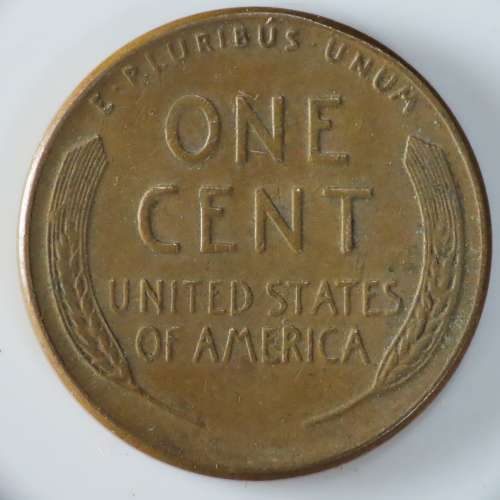 E · PLURIBUS · UNUM
ONE
CENT
UNITED STATES
OF AMERICA